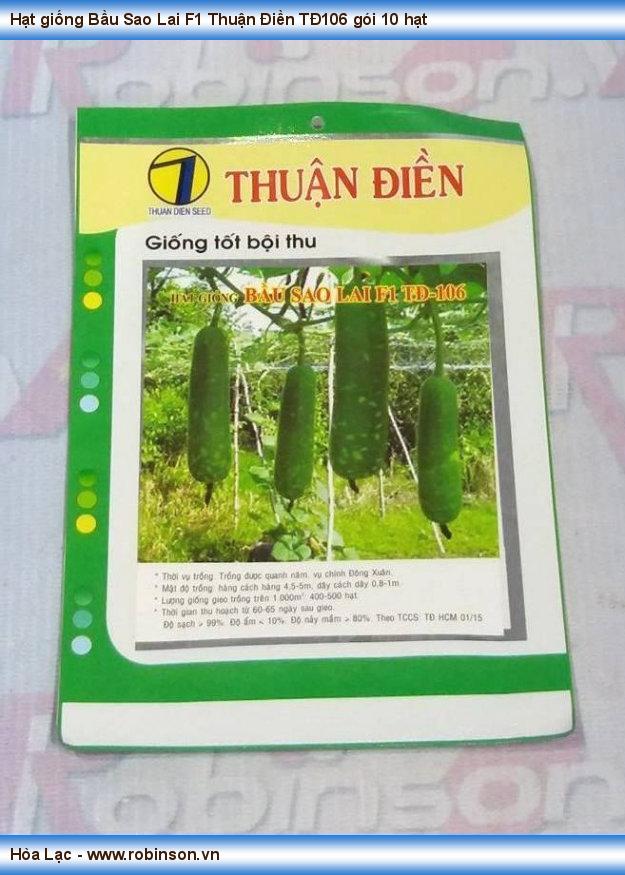 Hạt giống Bầu Sao Lai F1 Thuận Điền TĐ106 gói 10 hạt
THUẬN ĐIỀN
THUAN DIEN SEED
Giống tốt bội thu
HẠT GIỐNG BẦU SAO LAI F1 TĐ-106
* Thời vụ trồng: Trồng được quanh năm, vụ chính Đông Xuân.
* Mật độ trồng: hàng cách hàng 4,5-5m, dây cách dây 0,8-1m.
* Lượng giống gieo trồng trên 1.000m²: 400-500 hạt.
* Thời gian thu hoạch từ 60-65 ngày sau gieo.
Độ sạch > 99%. Độ ẩm < 10%. Độ nảy mầm > 80%. Theo TCCS: TĐ HCM 01/15
Hòa Lạc - www.robinson.vn